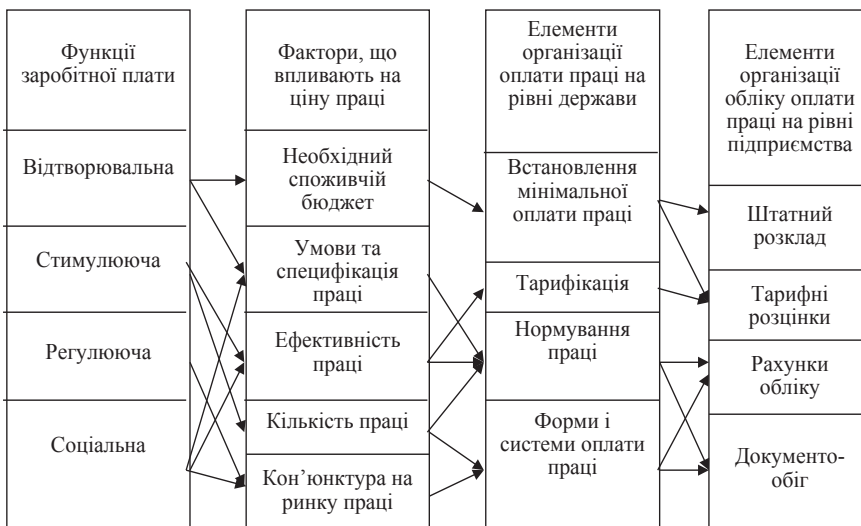 Функції
заробітної плати
Відтворювальна
Стимулююча
Регулююча
Соціальна
Фактори, що
впливають на
ціну праці
Необхідний
споживчій
бюджет
Умови та
специфікація
праці
Ефективність
праці
Кількість праці
Кон’юнктура на
ринку праці
Елементи
організації
оплати праці на
рівні держави
Встановлення
мінімальної
оплати праці
Тарифікація
Нормування
праці
Форми і
системи оплати
праці
Елементи
організації
обліку оплати
праці на рівні
підприємства
Штатний
розклад
Тарифні
розцінки
Рахунки
обліку
Документо-
обіг